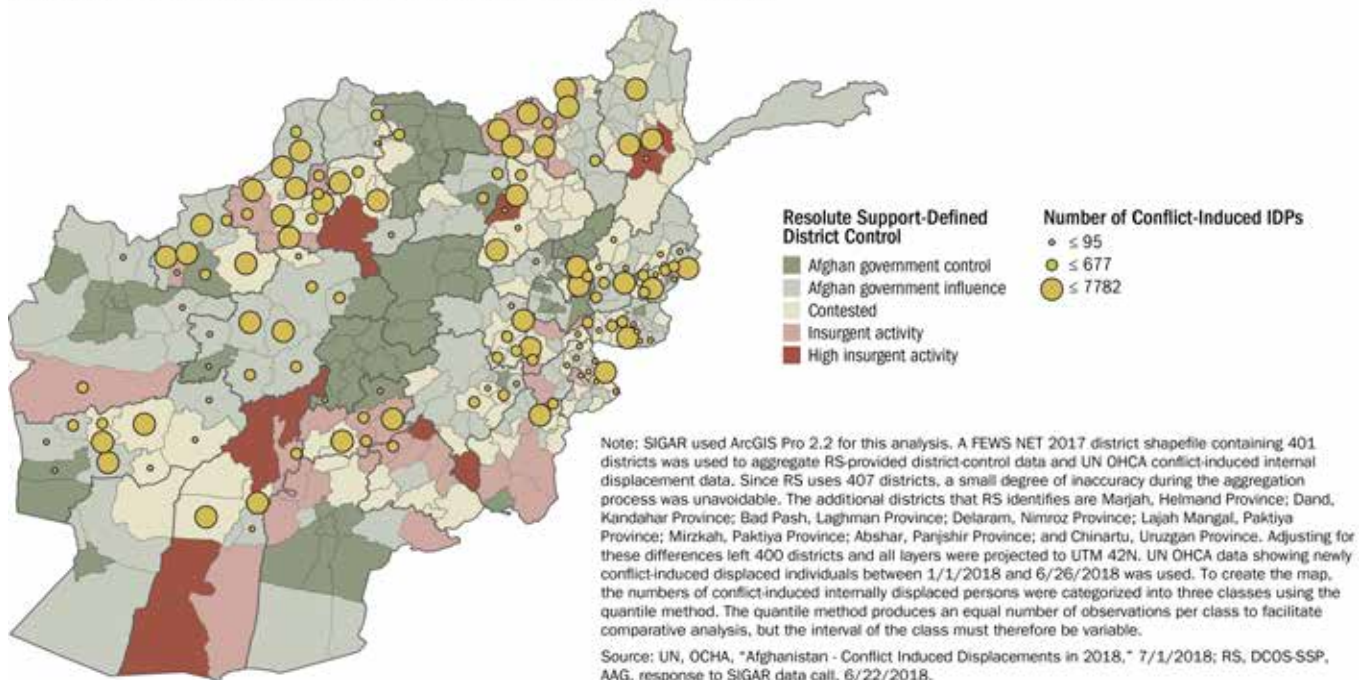 Resolute Support-Defined
District Control
Afghan government control
Afghan government influence
Contested
Insurgent activity
High insurgent activity
Number of Conflict-Induced IDPs
≤ 95
≤ 677
≤ 7782
Note: SIGAR used ArcGIS Pro 2.2 for this analysis. A FEWS NET 2017 district shapefile containing 401
districts was used to aggregate RS-provided district-control data and UN OHCA conflict-induced internal
displacement data. Since RS uses 407 districts, a small degree of inaccuracy during the aggregation
process was unavoidable. The additional districts that RS identifies are Marjah, Helmand Province; Dand,
Kandahar Province; Bad Pash, Laghman Province; Delaram, Nimroz Province; Lajah Mangal, Paktiya
Province; Mirzkah, Paktiya Province; Abshar, Panjshir Province; and Chinartu, Uruzgan Province. Adjusting for
these differences left 400 districts and all layers were projected to UTM 42N. UN OHCA data showing newly
conflict-induced displaced individuals between 1/1/2018 and 6/26/2018 was used. To create the map,
the numbers of conflict-induced internally displaced persons were categorized into three classes using the
quantile method. The quantile method produces an equal number of observations per class to facilitate
comparative analysis, but the interval of the class must therefore be variable.
Source: UN, OCHA, "Afghanistan - Conflict Induced Displacements in 2018," 7/1/2018; RS, DCOS-SSP,
AAG, response to SIGAR data call, 6/22/2018.